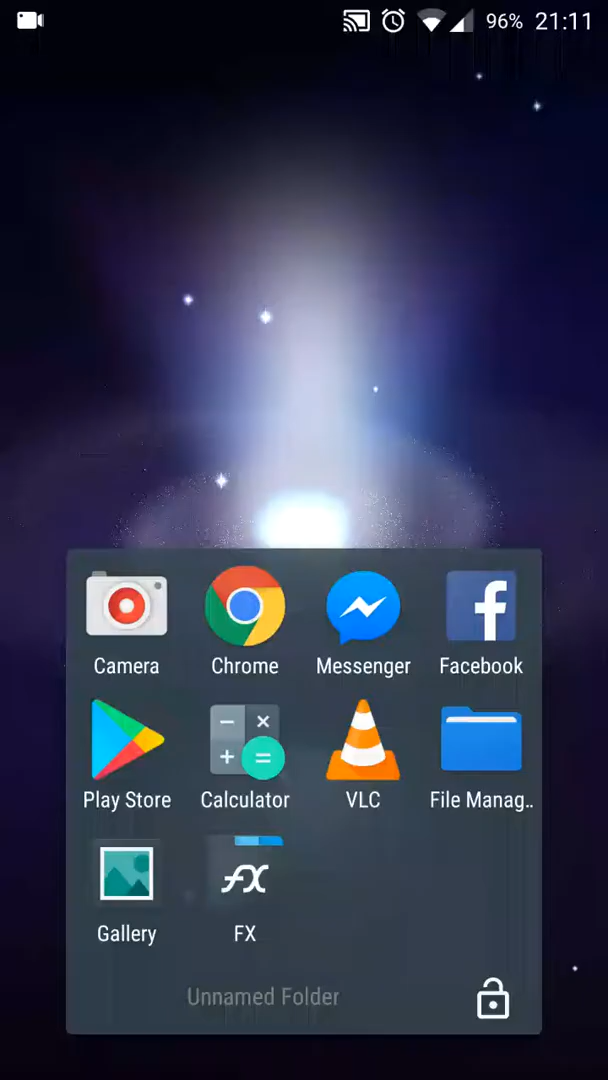 96% 21:11
Camera Chrome Messenger Facebook
Play Store Calculator VLC File Manag..
Gallery FX
Unnamed Folder